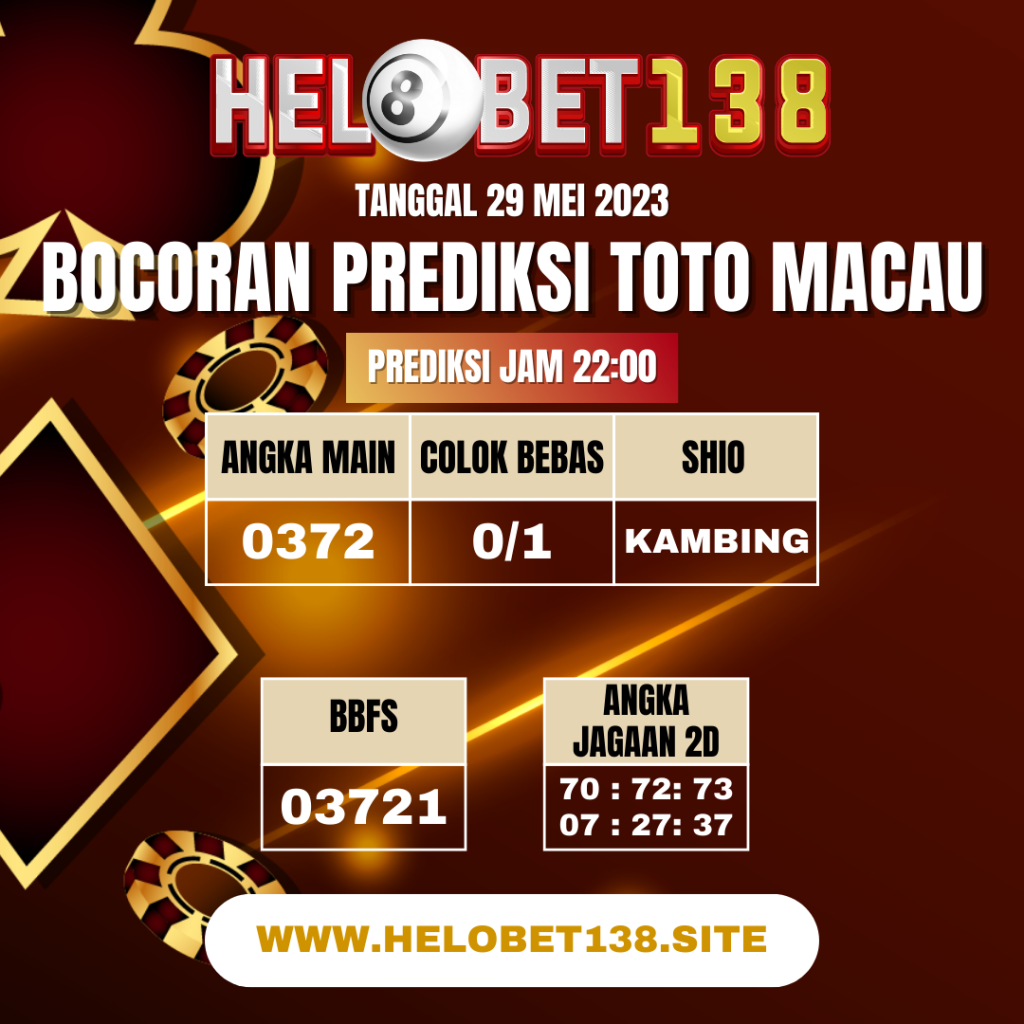 HELOBET138
TANGGAL 29 MEI 2023
BOCORAN PREDIKSI TOTO MACAU
PREDIKSI JAM 22:00
ANGKA MAIN COLOK BEBAS SHIO
0372 0/1 KAMBING
BBFS
03721
ANGKA
JAGAAN 2D
70 : 72: 73
07 : 27: 37
WWW.HELOBET138.SITE